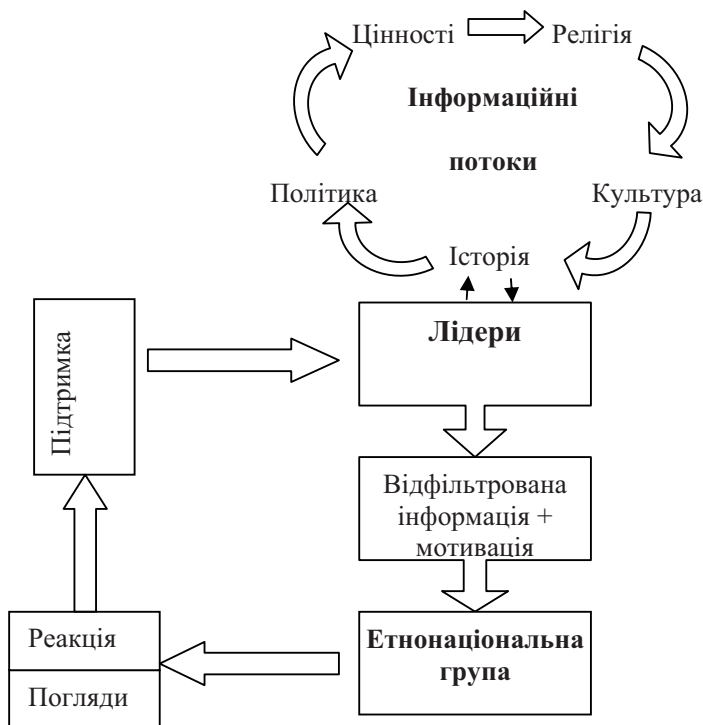 Цінності
Релігія
Інформаційні
потоки
Політика
Культура
Історія
Лідери
Підтримка
Відфільтрована
інформація +
мотивація
Етнонаціональна
група
Реакція
Погляди